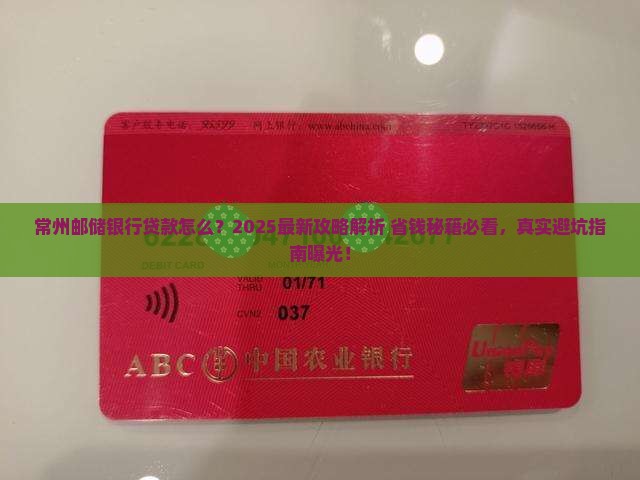 客户服务电话：95599 网上银行：www.abchina.com
常州邮储银行贷款怎么？2025最新攻略解析,省钱秘籍必看，真实避坑指
南曝光！
DEBIT CARD
VALID
THRU 01/71
CVN2 037
ABC 中国农业银行
UnionPay
银联